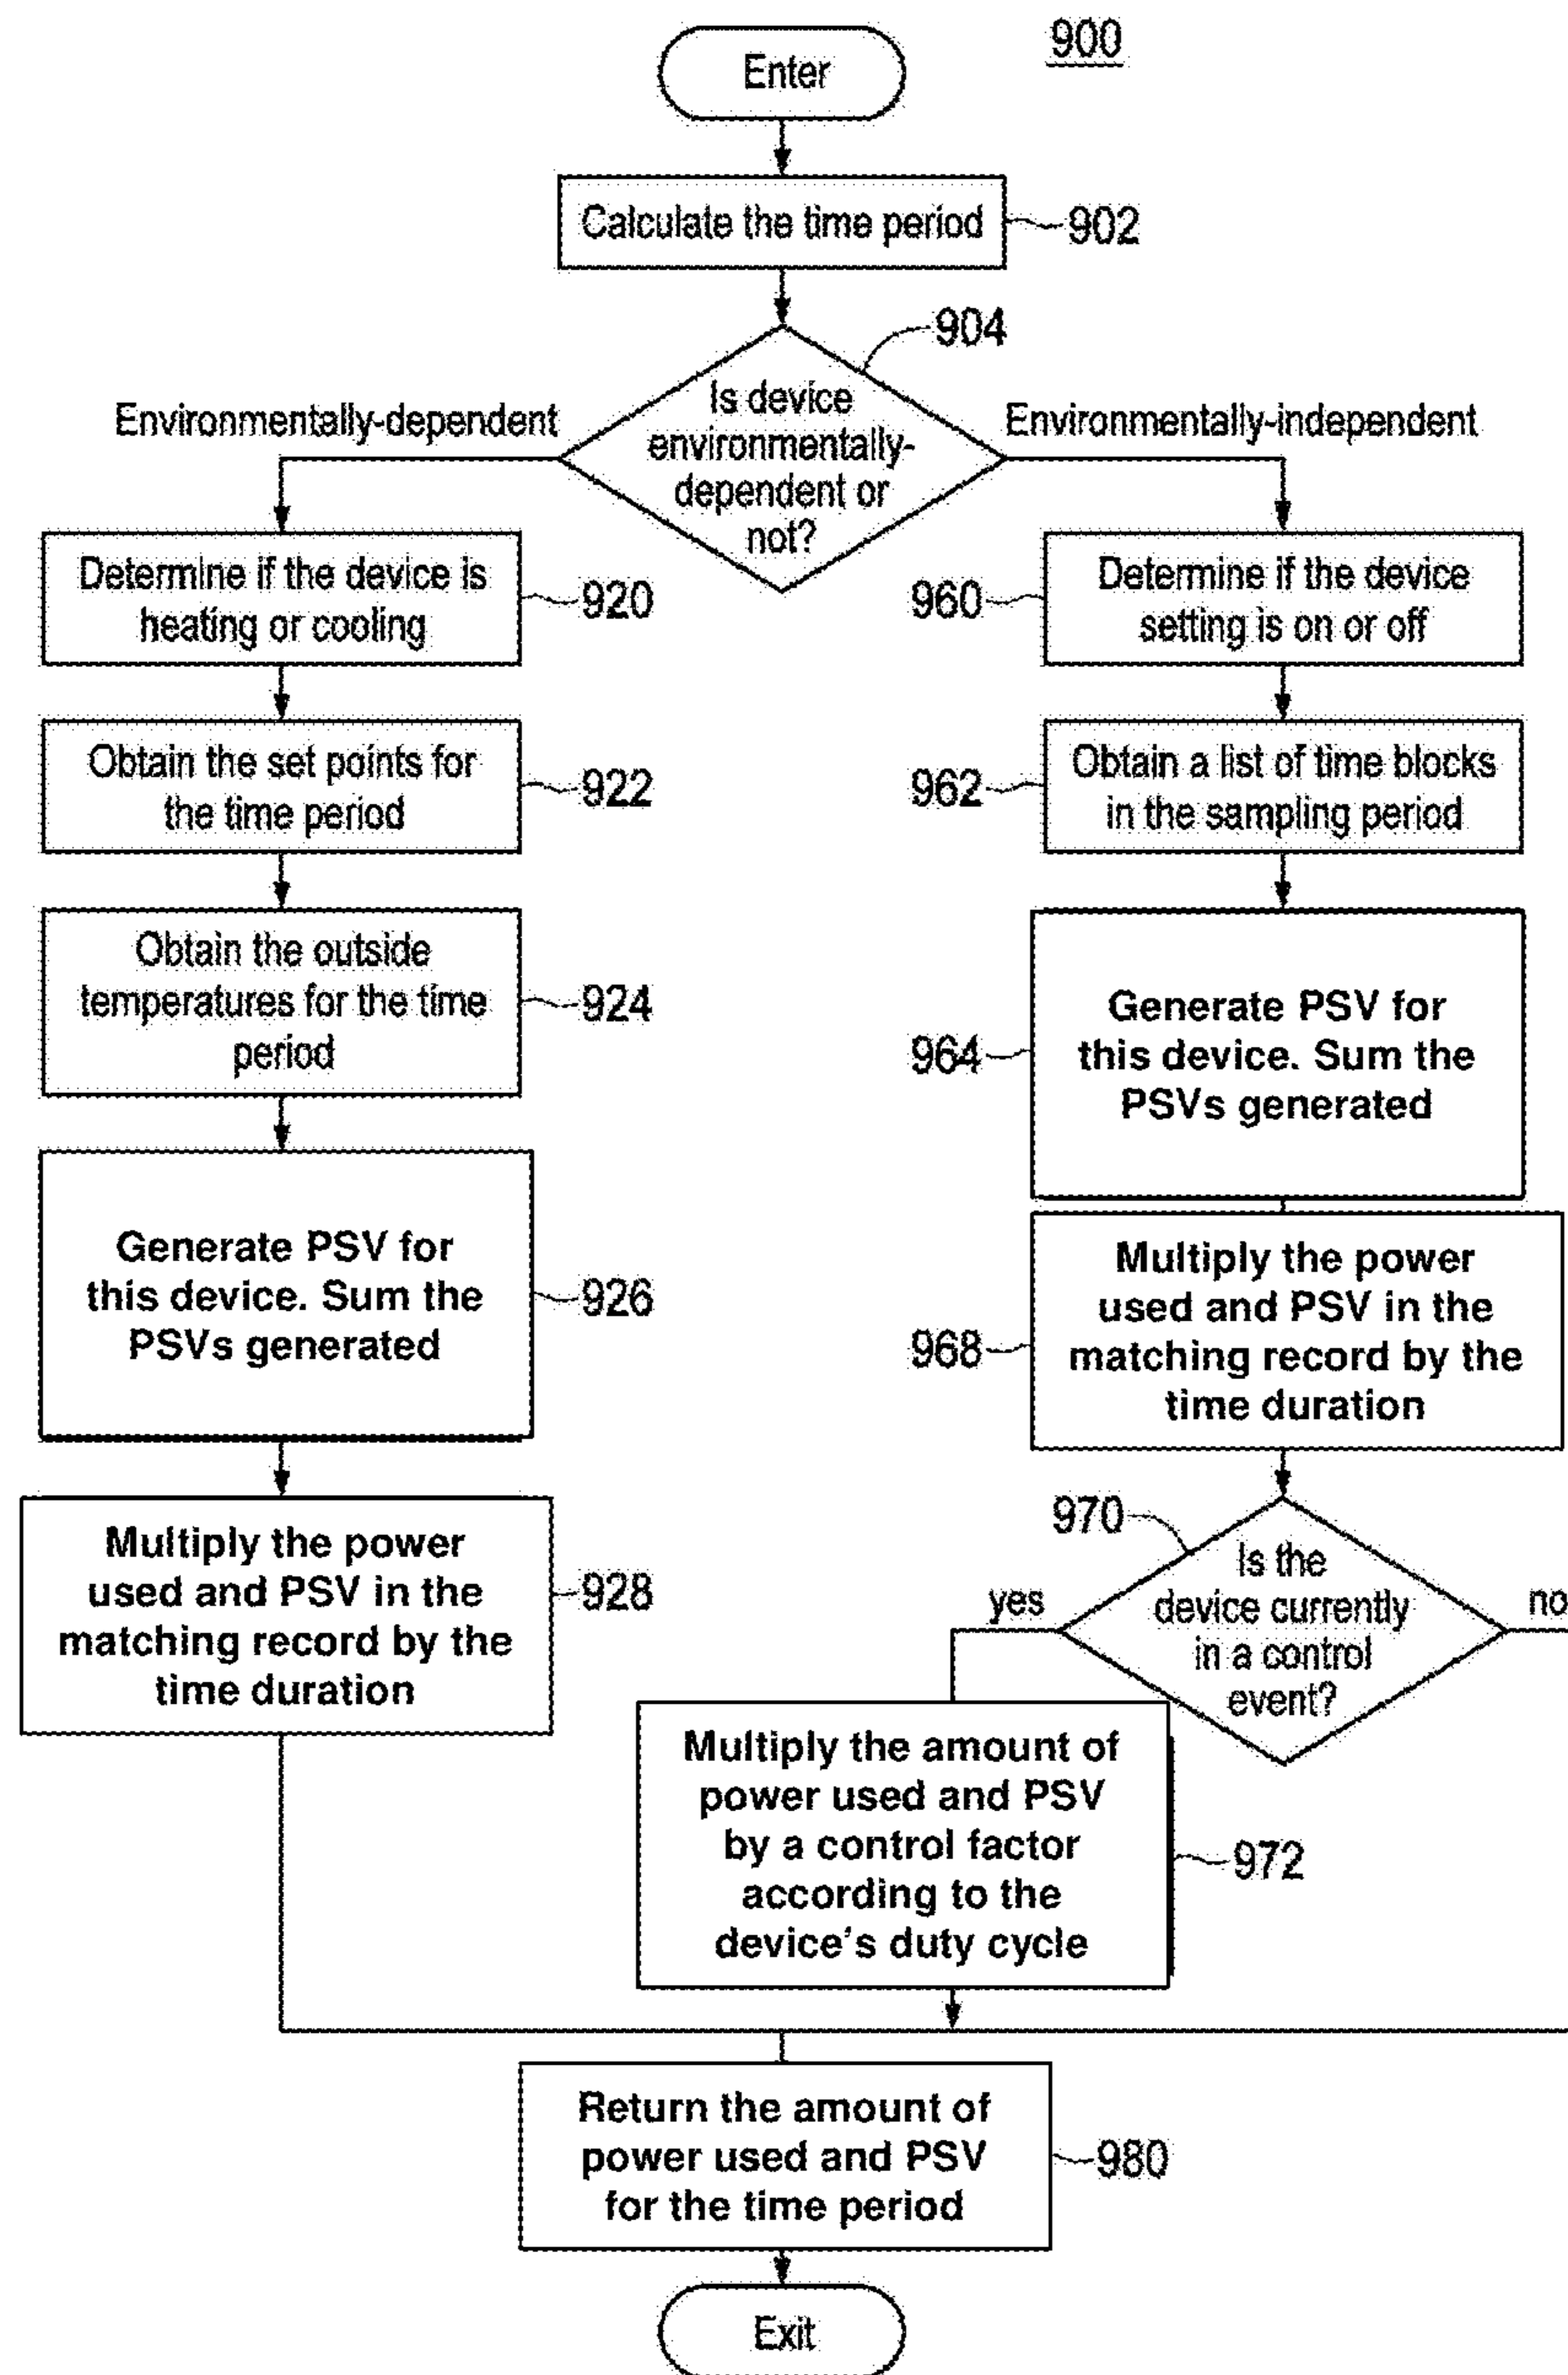 900
Enter
Calculate the time period
902
904
Is device
environmentally-
dependent or
not?
Environmentally-dependent
Environmentally-independent
Determine if the device is
heating or cooling
920
Obtain the set points for
the time period
922
Obtain the outside
temperatures for the time
period
924
Generate PSV for
this device. Sum the
PSVs generated
926
Multiply the power
used and PSV in the
matching record by the
time duration
928
960
Determine if the device
setting is on or off
962
Obtain a list of time blocks
in the sampling period
964
Generate PSV for
this device. Sum the
PSVs generated
968
Multiply the power
used and PSV in the
matching record by the
time duration
970
Is the
device currently
in a control
event?
yes
no
Multiply the amount of
power used and PSV
by a control factor
according to the
device's duty cycle
972
Return the amount of
power used and PSV
for the time period
980
Exit